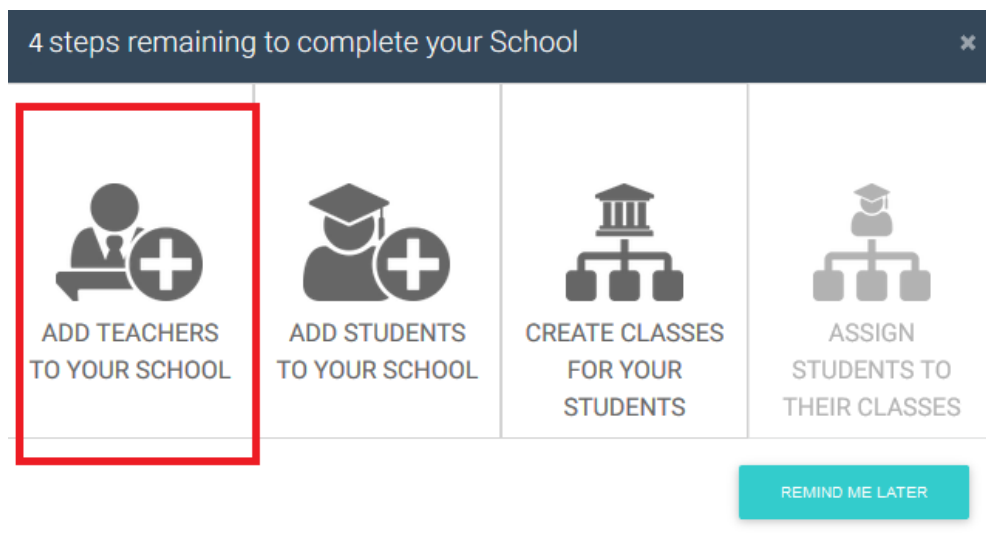 4 steps remaining to complete your School
×
ADD TEACHERS
TO YOUR SCHOOL
ADD STUDENTS
TO YOUR SCHOOL
CREATE CLASSES
FOR YOUR
STUDENTS
ASSIGN
STUDENTS TO
THEIR CLASSES
REMIND ME LATER